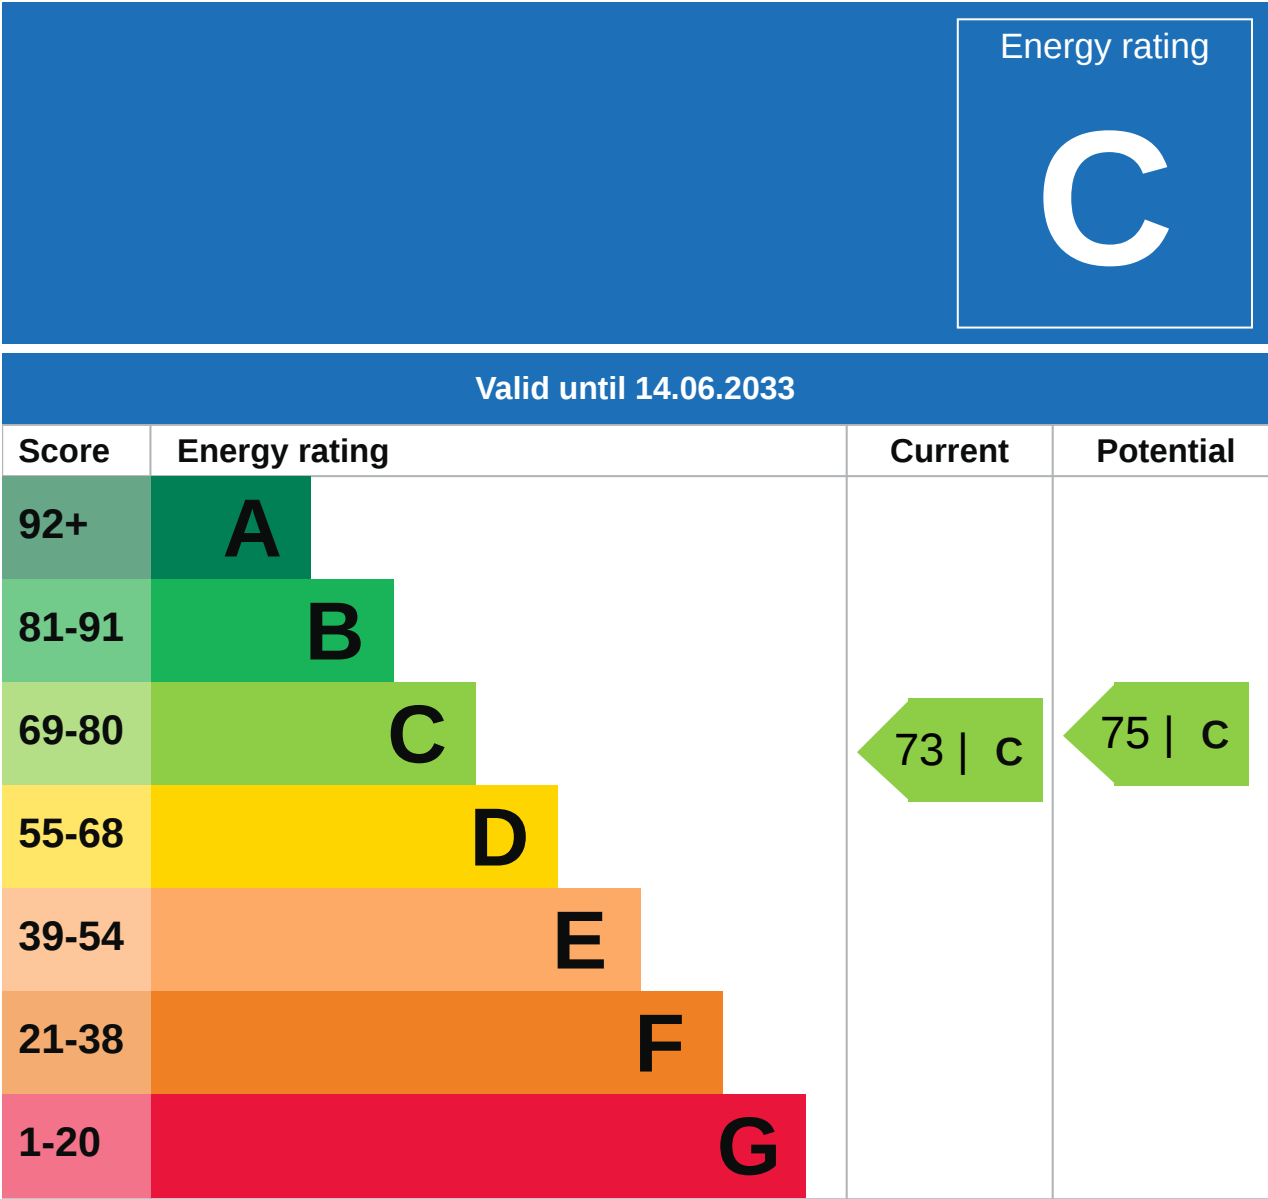 Energy rating
C
Valid until 14.06.2033
Score Energy rating Current Potential
92+ A
81-91 B
69-80 C 73 | C 75 | C
55-68 D
39-54 E
21-38 F
1-20 G